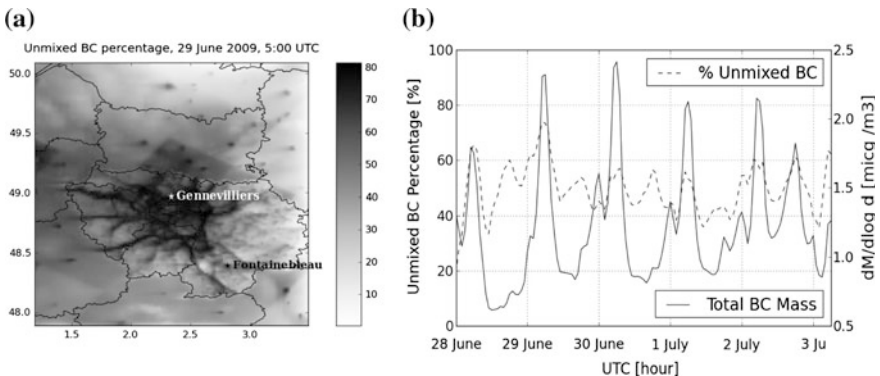 (a)
Unmixed BC percentage, 29 June 2009, 5:00 UTC
50.0
49.5
49.0
48.5
48.0
1.5 2.0 2.5 3.0
Gennevilliers
Fontainebleau
80
70
60
50
40
30
20
10
(b)
Unmixed BC Percentage [%]
100
80
60
40
20
0
% Unmixed BC
Total BC Mass
2.5
2.0
1.5
1.0
0.5
dM/dlog d [micg /m3]
28 June 29 June 30 June 1 July 2 July 3 Ju
UTC [hour]